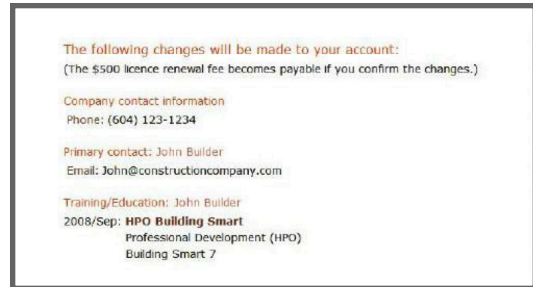 The following changes will be made to your account:
(The $500 licence renewal fee becomes payable if you confirm the changes.)
Company contact information
Phone: (604) 123-1234
Primary contact: John Builder
Email: John@constructioncompany.com
Training/Education: John Builder
2008/Sep: HPO Building Smart
Professional Development (HPO)
Building Smart 7